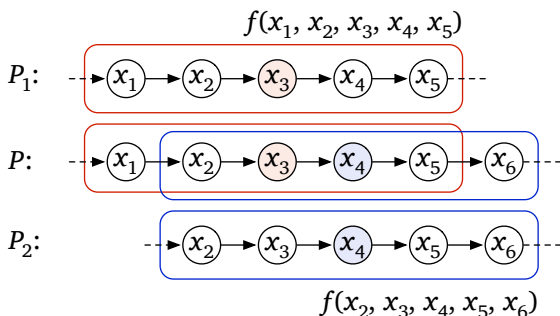 f(x₁, x₂, x₃, x₄, x₅)
P₁: x₁ x₂ x₃ x₄ x₅
P: x₁ x₂ x₃ x₄ x₅ x₆
P₂: x₂ x₃ x₄ x₅ x₆
f(x₂, x₃, x₄, x₅, x₆)